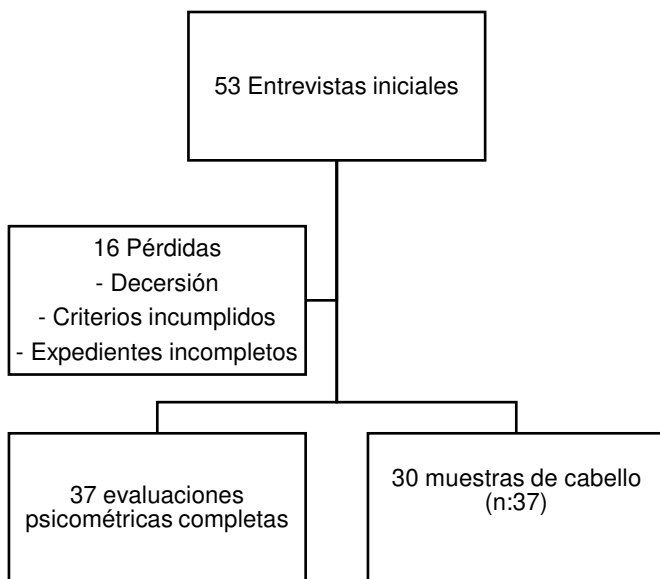 53 Entrevistas iniciales
16 Pérdidas
- Decersión
- Criterios incumplidos
- Expedientes incompletos
37 evaluaciones
psicométricas completas
30 muestras de cabello
(n:37)